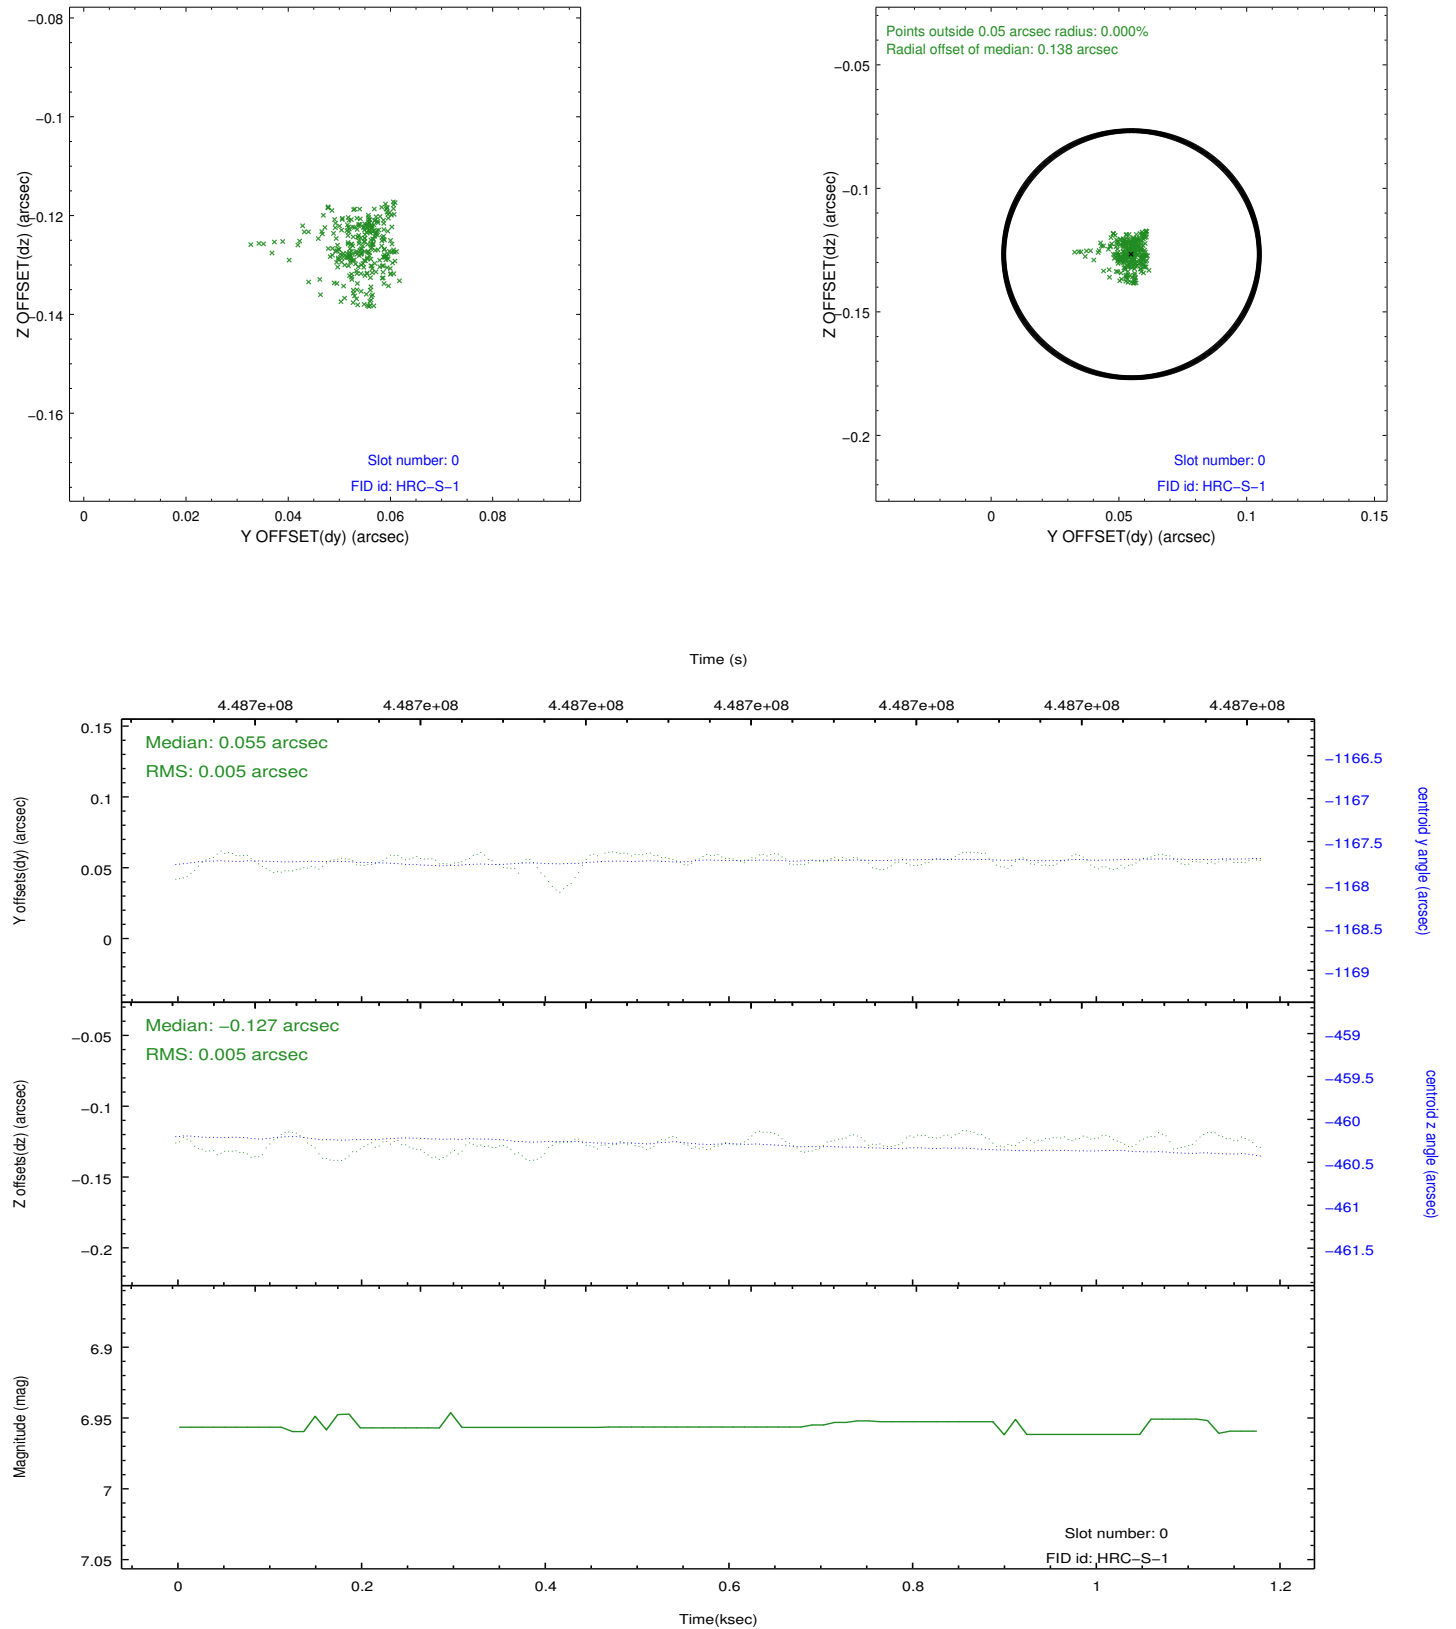 −0.08
−0.1
−0.12
−0.14
−0.16
Z OFFSET(dz) (arcsec)
Slot number: 0
FID id: HRC−S−1
0 0.02 0.04 0.06 0.08
Y OFFSET(dy) (arcsec)
Points outside 0.05 arcsec radius: 0.000%
Radial offset of median: 0.138 arcsec
−0.05
−0.1
−0.15
−0.2
Z OFFSET(dz) (arcsec)
Slot number: 0
FID id: HRC−S−1
0 0.05 0.1 0.15
Y OFFSET(dy) (arcsec)
Time (s)
4.487e+08 4.487e+08 4.487e+08 4.487e+08 4.487e+08 4.487e+08 4.487e+08
Median: 0.055 arcsec
RMS: 0.005 arcsec
0.15
0.1
0.05
0
Y offsets(dy) (arcsec)
−1166.5
−1167
−1167.5
−1168
−1168.5
−1169
centroid y angle (arcsec)
Median: −0.127 arcsec
RMS: 0.005 arcsec
−0.05
−0.1
−0.15
−0.2
Z offsets(dz) (arcsec)
−459
−459.5
−460
−460.5
−461
−461.5
centroid z angle (arcsec)
6.9
6.95
7
7.05
Magnitude (mag)
Slot number: 0
FID id: HRC−S−1
0 0.2 0.4 0.6 0.8 1 1.2
Time(ksec)